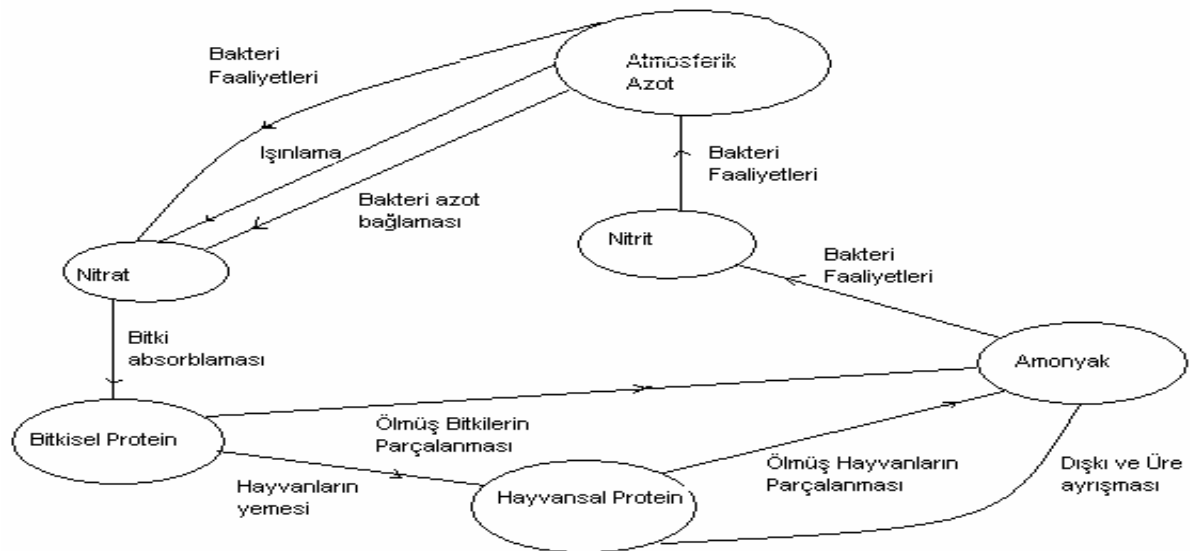 Bakteri
Faaliyetleri
Atmosferik
Azot
Işınlama
Bakteri
Faaliyetleri
Bakteri azot
bağlaması
Nitrit
Nitrat
Bakteri
Faaliyetleri
Bitki
absorblaması
Amonyak
Bitkisel Protein
Ölmüş Bitkilerin
Parçalanması
Hayvanların
yemesi
Hayvansal Protein
Ölmüş Hayvanların
Parçalanması
Dışkı ve Üre
ayrışması